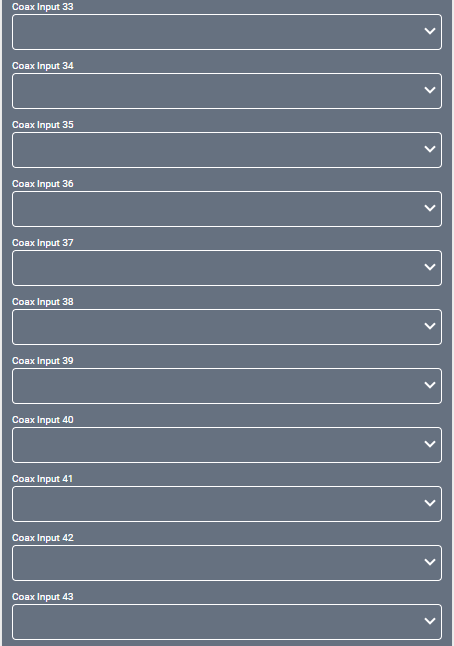 Coax Input 33
Coax Input 34
Coax Input 35
Coax Input 36
Coax Input 37
Coax Input 38
Coax Input 39
Coax Input 40
Coax Input 41
Coax Input 42
Coax Input 43